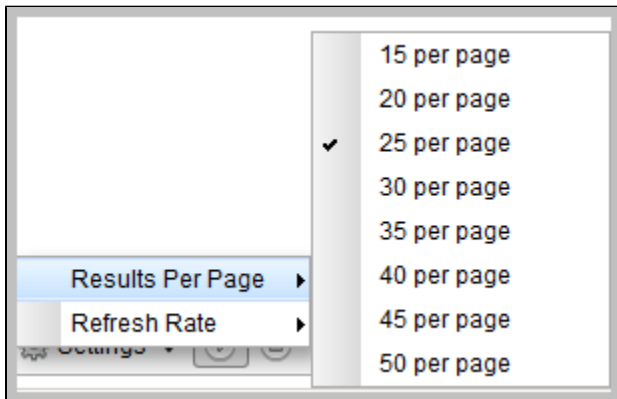 15 per page
20 per page
25 per page
30 per page
35 per page
40 per page
45 per page
50 per page
Results Per Page
Refresh Rate
Settings